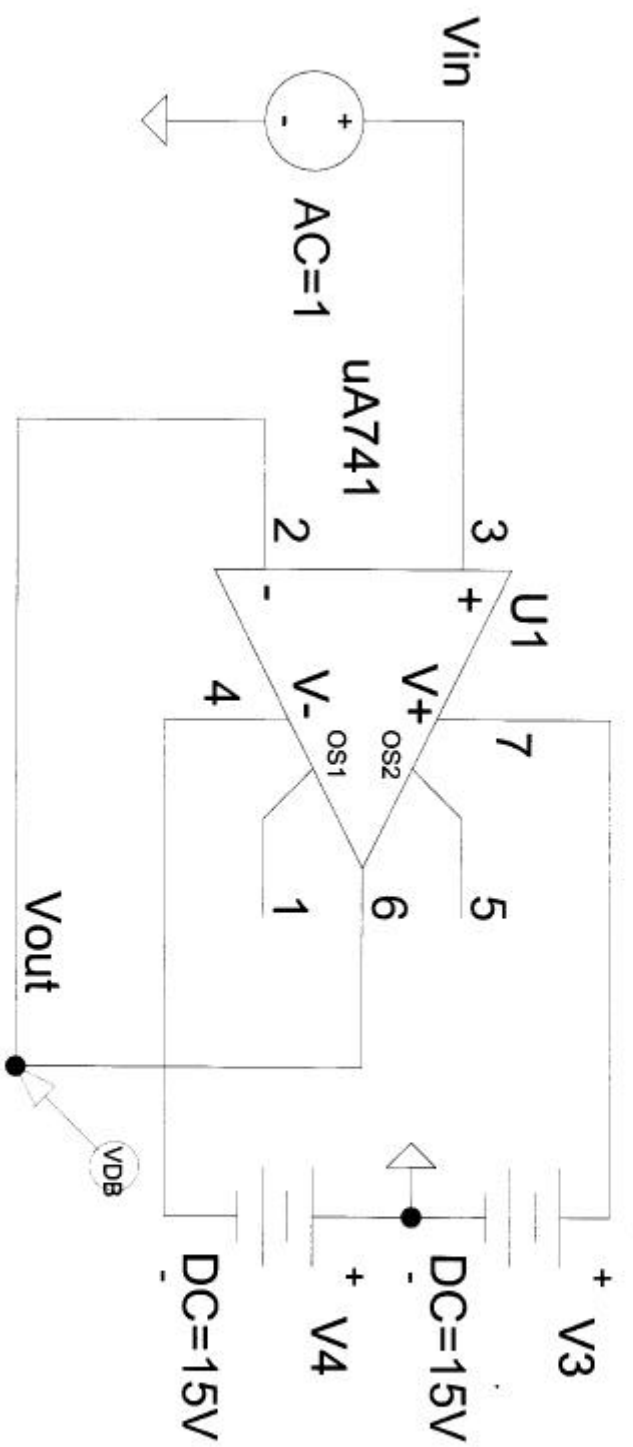 Vin
+
-
AC=1
uA741
U1
3
2
+
-
V+
V-
OS2
OS1
7
4
5
6
1
Vout
VDB
+
V3
DC=15V
-
+
V4
DC=15V
-